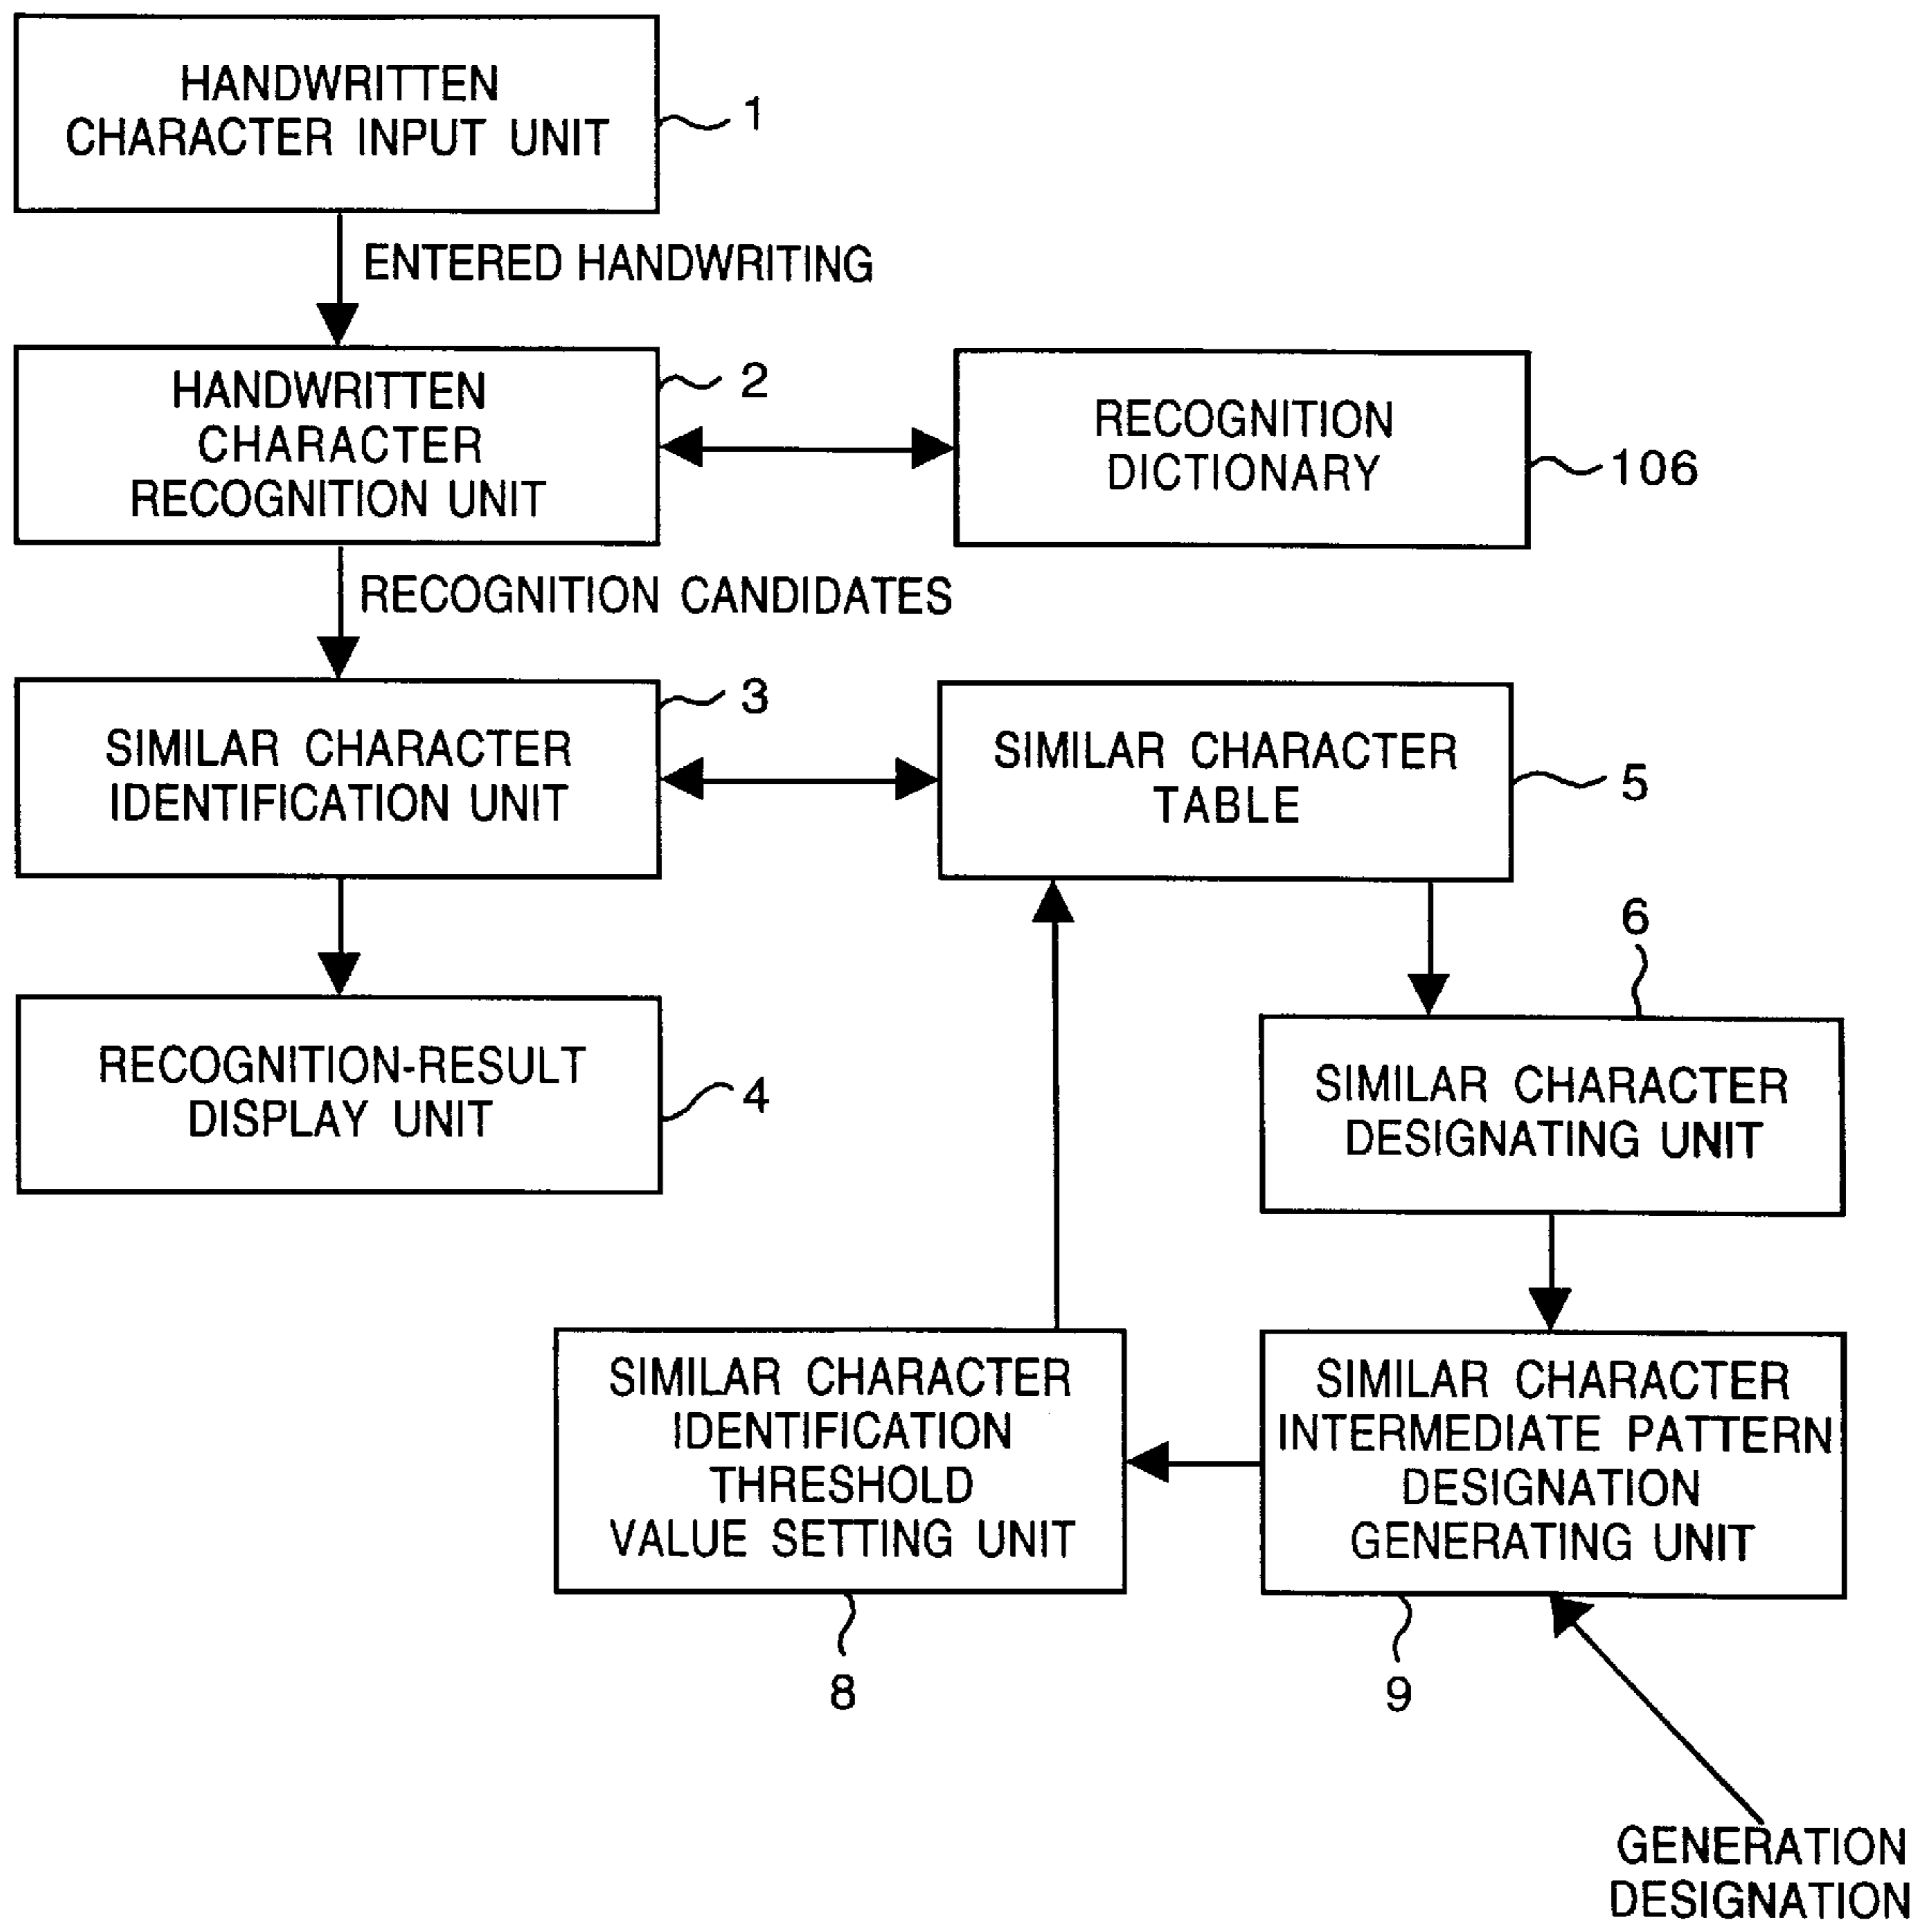 HANDWRITTEN
CHARACTER INPUT UNIT
1
ENTERED HANDWRITING
HANDWRITTEN
CHARACTER
RECOGNITION UNIT
2
RECOGNITION
DICTIONARY
106
RECOGNITION CANDIDATES
SIMILAR CHARACTER
IDENTIFICATION UNIT
3
SIMILAR CHARACTER
TABLE
5
RECOGNITION-RESULT
DISPLAY UNIT
4
6
SIMILAR CHARACTER
DESIGNATING UNIT
SIMILAR CHARACTER
IDENTIFICATION
THRESHOLD
VALUE SETTING UNIT
8
SIMILAR CHARACTER
INTERMEDIATE PATTERN
DESIGNATION
GENERATING UNIT
9
GENERATION
DESIGNATION